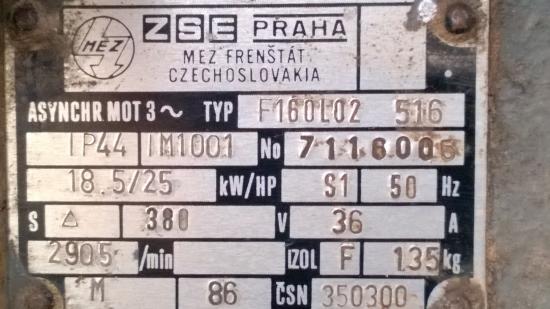 MEZ ZSE PRAHA
MEZ FRENŠTÁT
CZECHOSLOVAKIA
ASYNCHR MOT 3~ TYP F160L02 516
IP44 IM1001 No 7116006
18.5/25 kW/HP S1 50 Hz
S △ 380 V 36 A
2905 /min IZOL F 135 kg
M 86 ČSN 350300